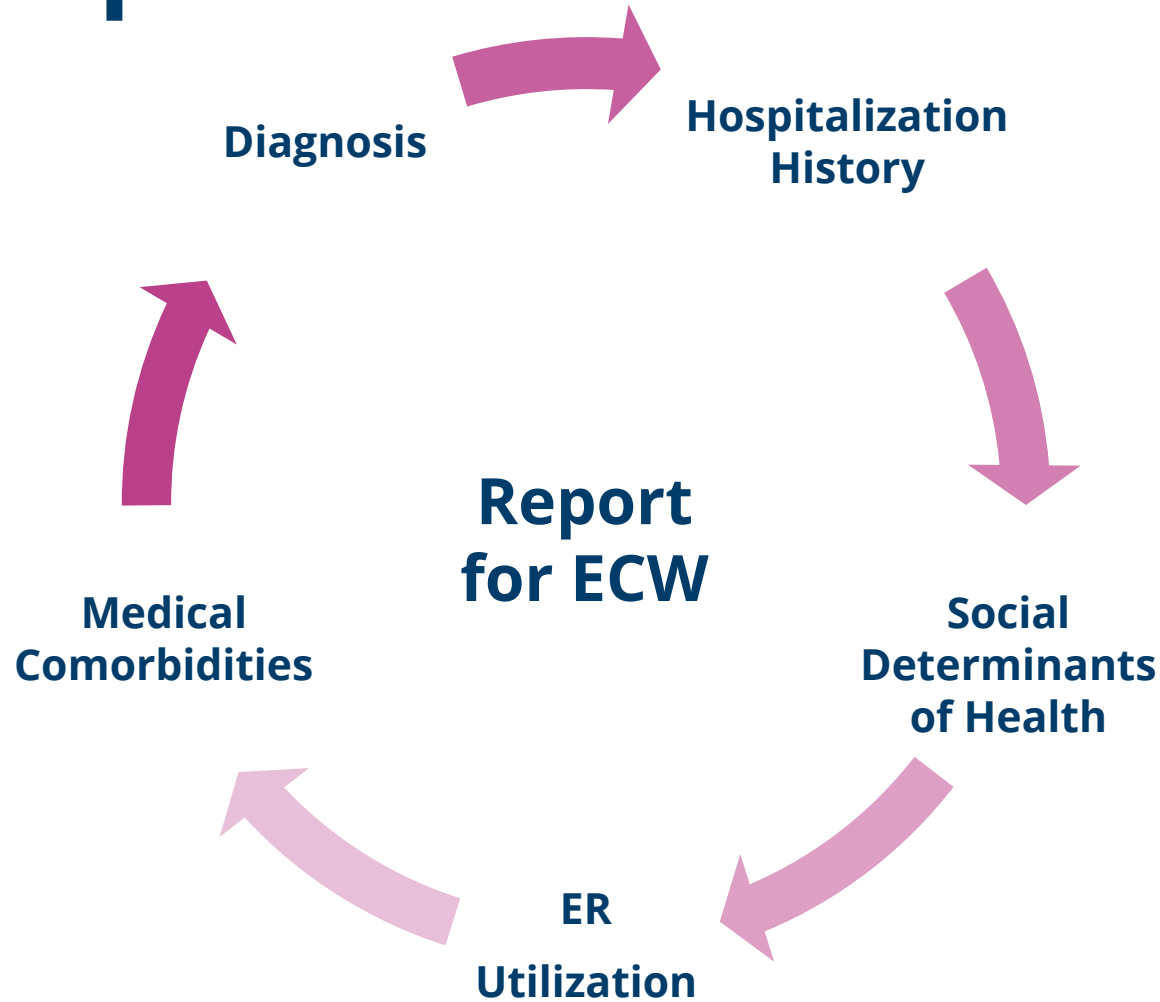 Diagnosis
Hospitalization
History
Report
for ECW
Medical
Comorbidities
Social
Determinants
of Health
ER
Utilization